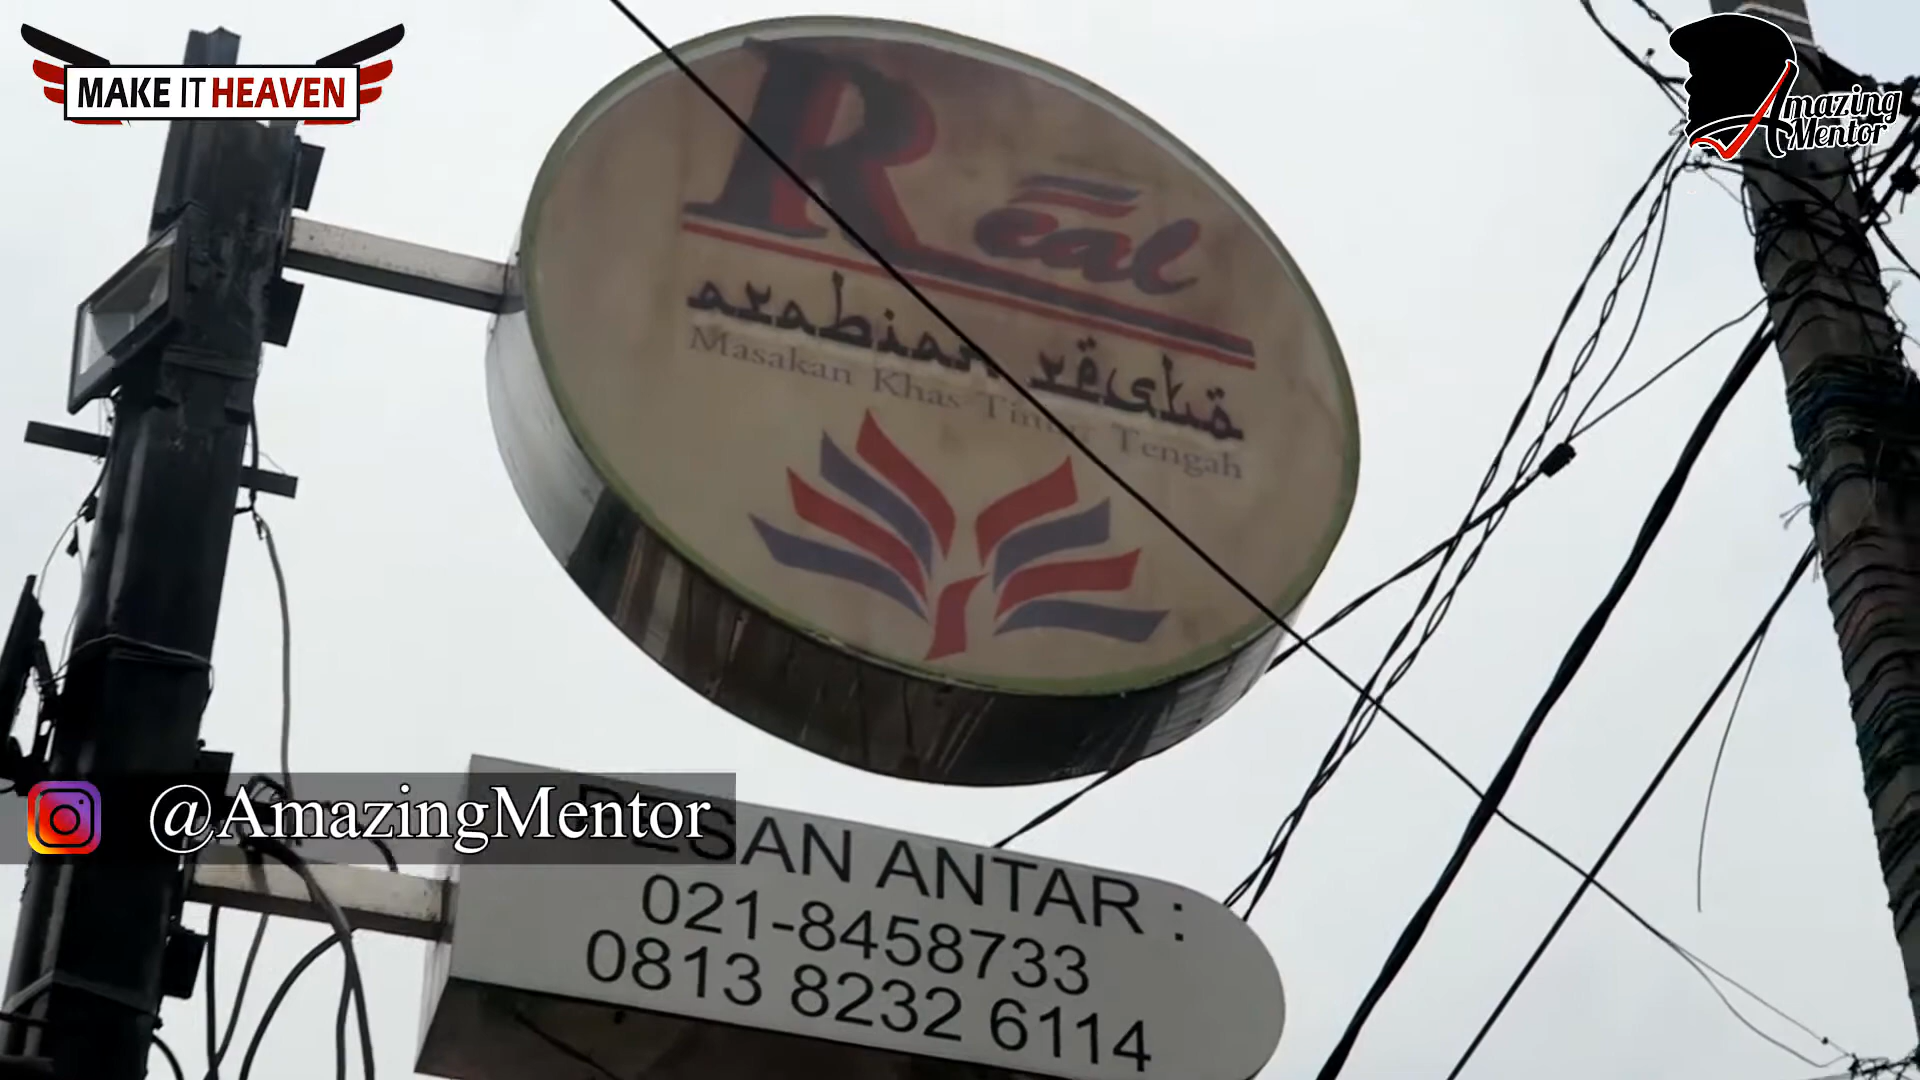 MAKE IT HEAVEN
Amazing
Mentor
Real
arabian resto
Masakan Khas Timur Tengah
@AmazingMentor
PESAN ANTAR :
021-8458733
0813 8232 6114